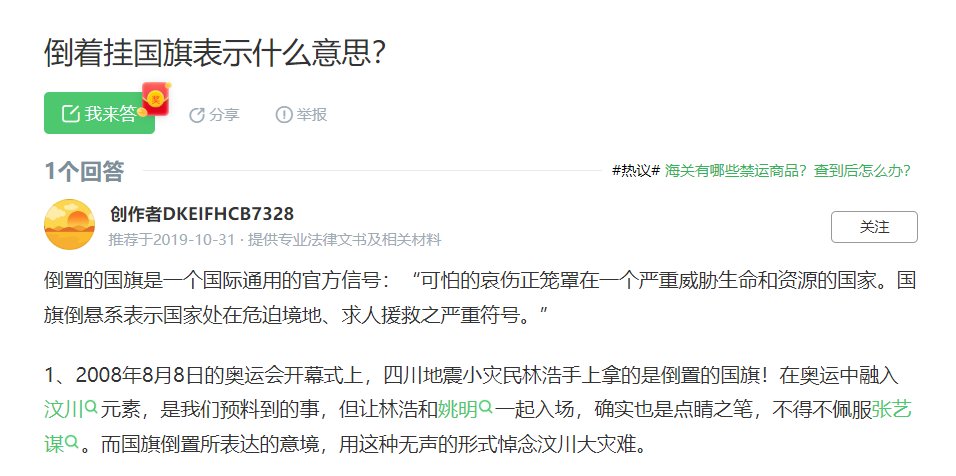 倒着挂国旗表示什么意思？
我来答
奖
分享
举报
1个回答
#热议# 海关有哪些禁运商品？查到后怎么办？
创作者DKEIFHCB7328
推荐于2019-10-31 · 提供专业法律文书及相关材料
关注
倒置的国旗是一个国际通用的官方信号：“可怕的哀伤正笼罩在一个严重威胁生命和资源的国家。国
旗倒悬系表示国家处在危迫境地、求人援救之严重符号。”
1、2008年8月8日的奥运会开幕式上，四川地震小灾民林浩手上拿的是倒置的国旗！在奥运中融入
汶川元素，是我们预料到的事，但让林浩和姚明一起入场，确实也是点睛之笔，不得不佩服张艺
谋。而国旗倒置所表达的意境，用这种无声的形式悼念汶川大灾难。